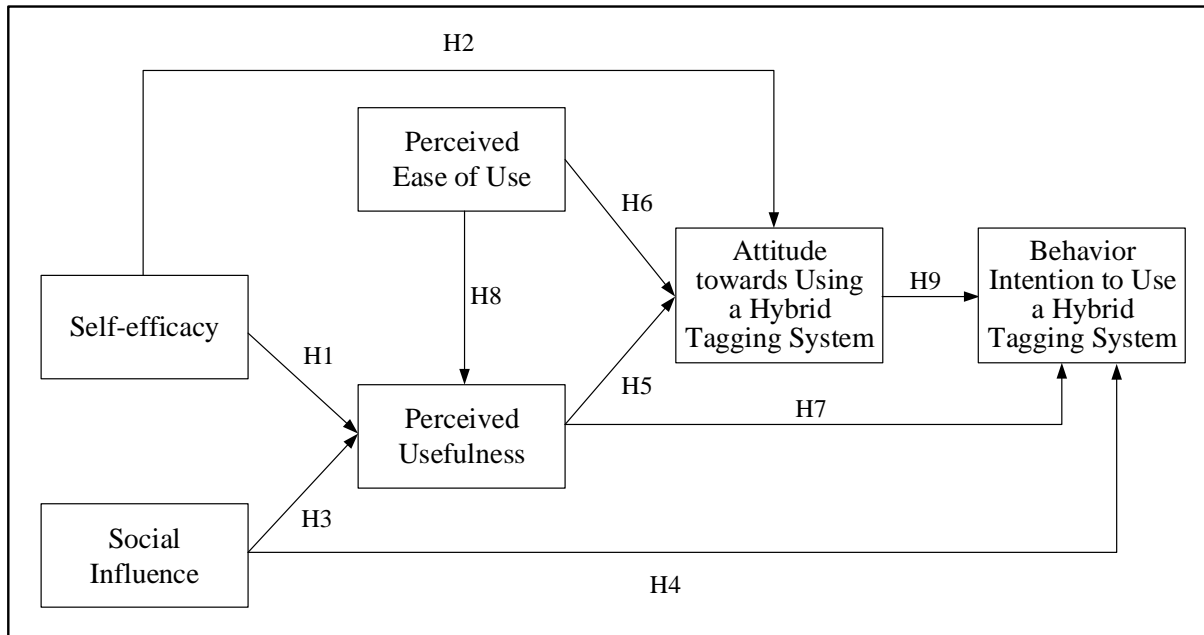 H2
Perceived
Ease of Use
H6
Attitude
towards Using
a Hybrid
Tagging System
Behavior
Intention to Use
a Hybrid
Tagging System
H9
H8
Self-efficacy
H1
H5
Perceived
Usefulness
H7
H3
Social
Influence
H4